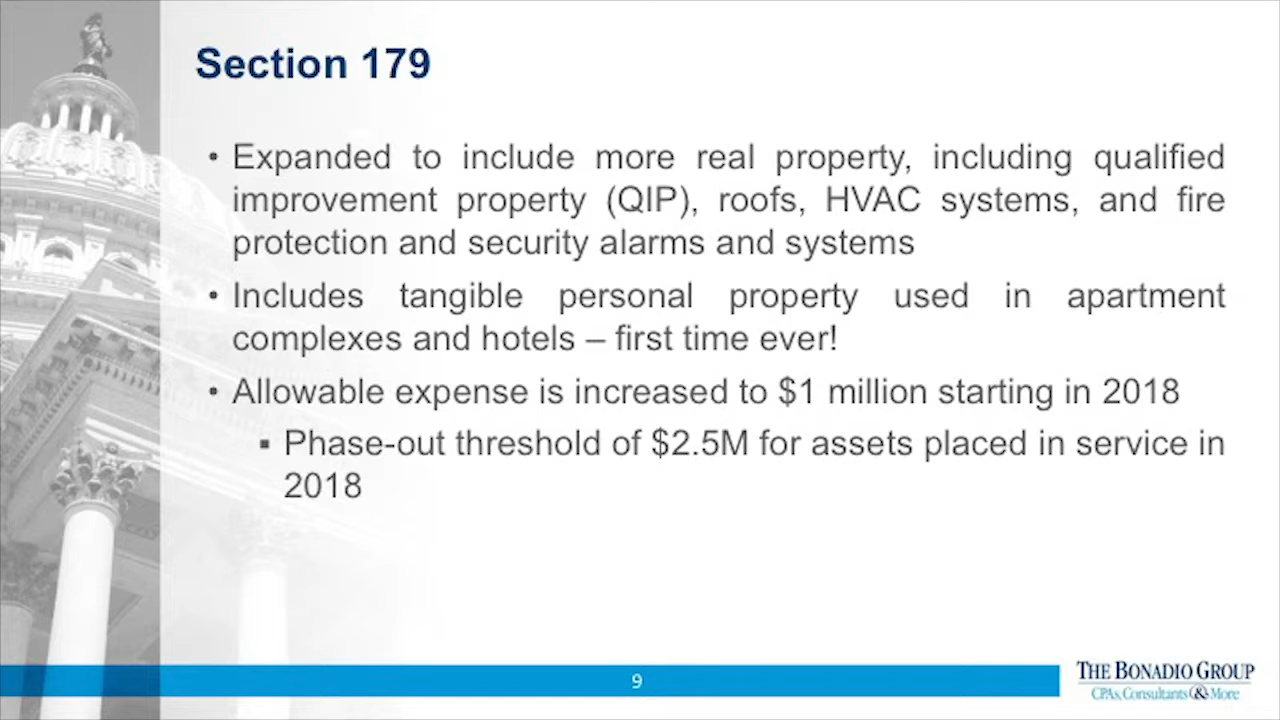 Section 179
• Expanded to include more real property, including qualified
improvement property (QIP), roofs, HVAC systems, and fire
protection and security alarms and systems
• Includes tangible personal property used in apartment
complexes and hotels – first time ever!
• Allowable expense is increased to $1 million starting in 2018
▪ Phase-out threshold of $2.5M for assets placed in service in
2018
9
THE BONADIO GROUP
CPAs, Consultants & More